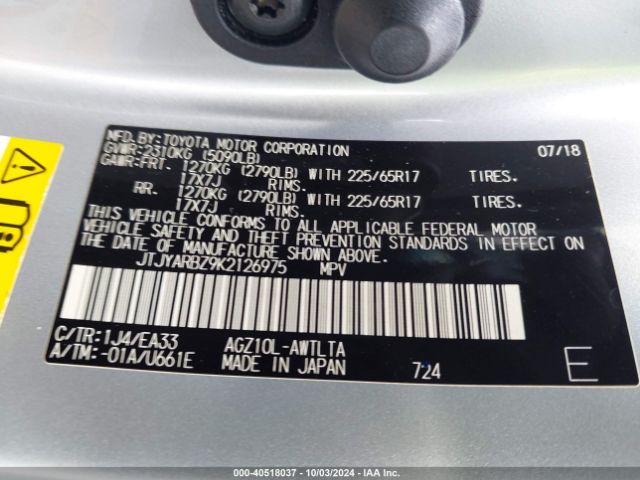 MFD.BY:TOYOTA MOTOR CORPORATION 07/18
GVWR:2310KG (5090LB)
GAWR:FRT. 1270KG (2790LB) WITH 225/65R17 TIRES.
17X7J RIMS.
RR. 1270KG (2790LB) WITH 225/65R17 TIRES.
17X7J RIMS.
THIS VEHICLE CONFORMS TO ALL APPLICABLE FEDERAL MOTOR
VEHICLE SAFETY AND THEFT PREVENTION STANDARDS IN EFFECT ON
THE DATE OF MANUFACTURE SHOWN ABOVE.
JTJYARBZ9K2126975 MPV
C/TR:1J4/EA33 AGZ10L-AWTLTA
A/TM:-01A/U661E MADE IN JAPAN 724 E
000-40518037 - 10/03/2024 - IAA Inc.